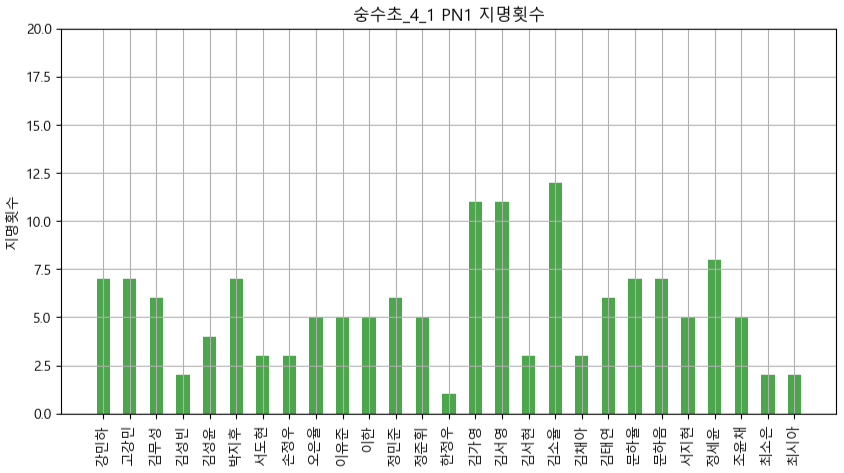 숭수초_4_1 PN1 지명횟수
지명횟수
20.0
17.5
15.0
12.5
10.0
7.5
5.0
2.5
0.0
강민하
고강민
김무성
김성빈
김성윤
박지후
서도현
손정우
오은율
이유준
이한
정민준
정준휘
한정우
김가영
김서영
김서현
김소율
김채아
김태연
문하율
문하음
서지현
정세윤
조윤채
최소은
최시아